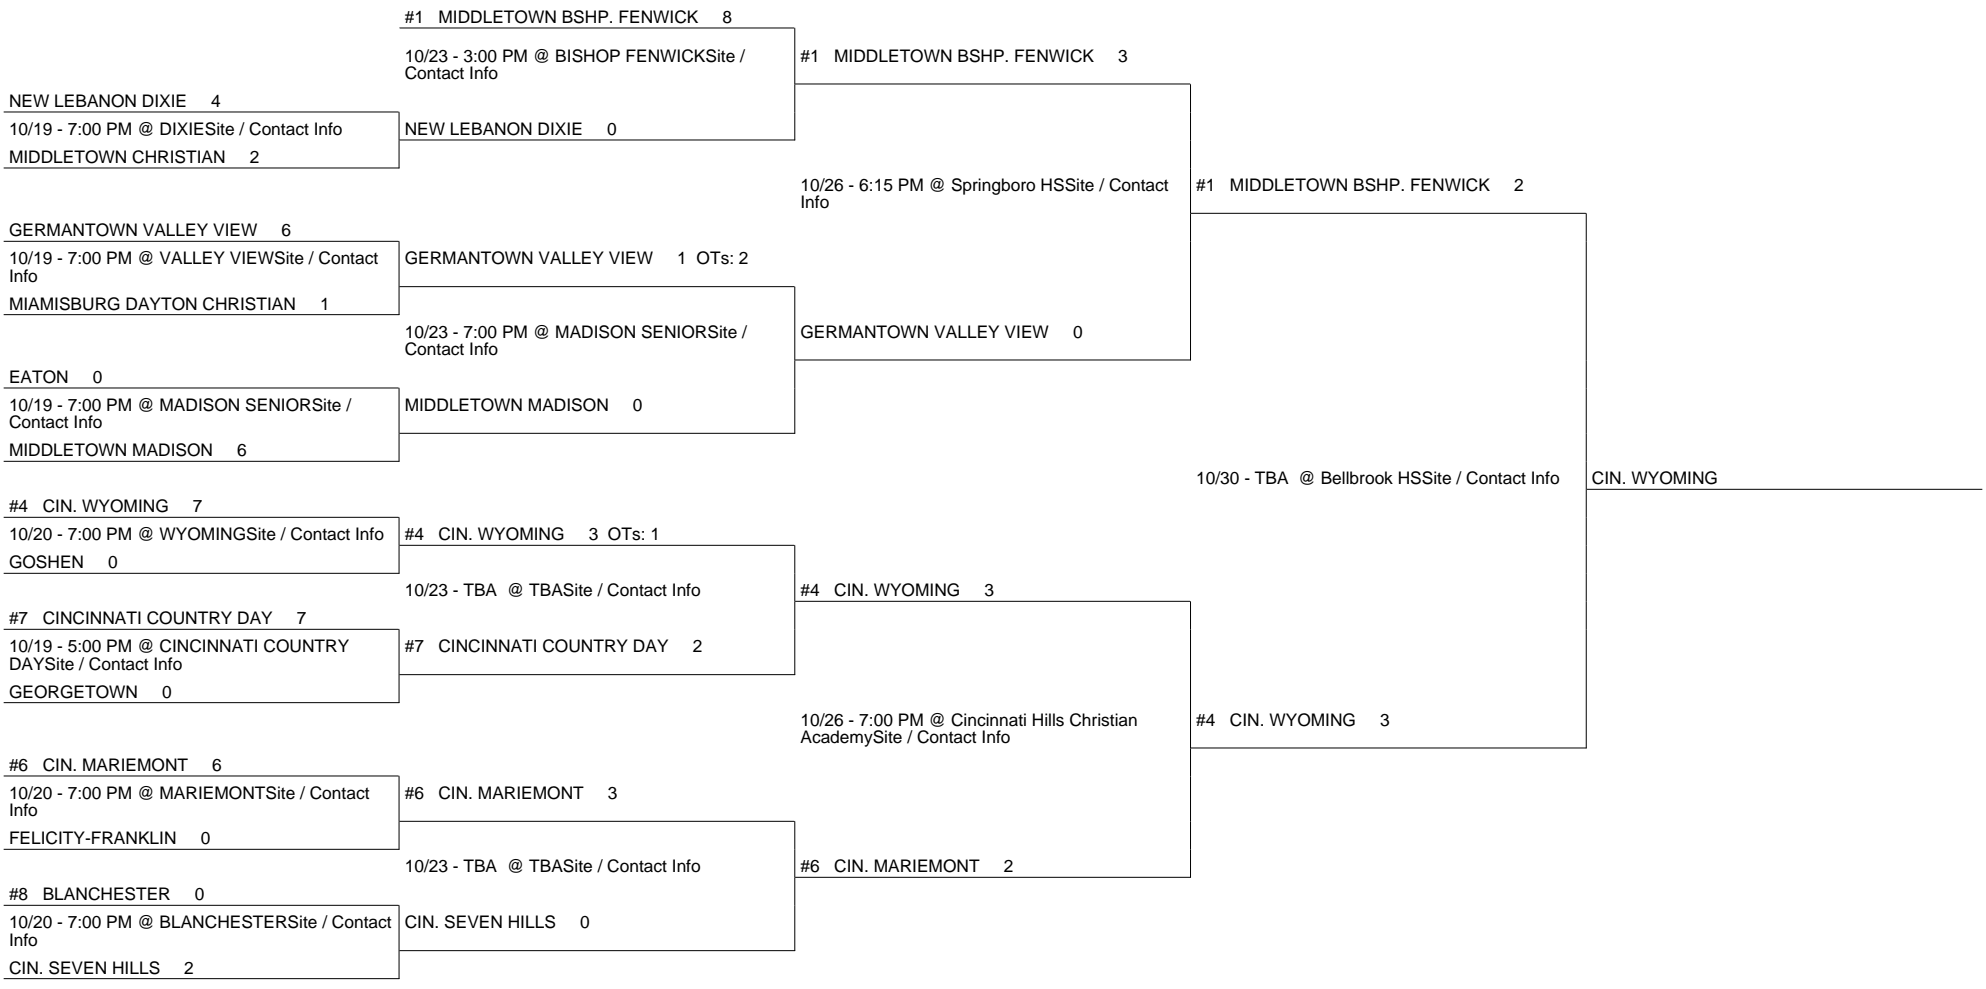 #1 MIDDLETOWN BSHP. FENWICK 8
10/23 - 3:00 PM @ BISHOP FENWICKSite /
Contact Info
#1 MIDDLETOWN BSHP. FENWICK 3
NEW LEBANON DIXIE 4
10/19 - 7:00 PM @ DIXIESite / Contact Info
NEW LEBANON DIXIE 0
MIDDLETOWN CHRISTIAN 2
10/26 - 6:15 PM @ Springboro HSSite / Contact
Info
#1 MIDDLETOWN BSHP. FENWICK 2
GERMANTOWN VALLEY VIEW 6
10/19 - 7:00 PM @ VALLEY VIEWSite / Contact
Info
GERMANTOWN VALLEY VIEW 1 OTs: 2
MIAMISBURG DAYTON CHRISTIAN 1
10/23 - 7:00 PM @ MADISON SENIORSite /
Contact Info
GERMANTOWN VALLEY VIEW 0
EATON 0
10/19 - 7:00 PM @ MADISON SENIORSite /
Contact Info
MIDDLETOWN MADISON 0
MIDDLETOWN MADISON 6
10/30 - TBA @ Bellbrook HSSite / Contact Info
CIN. WYOMING
#4 CIN. WYOMING 7
10/20 - 7:00 PM @ WYOMINGSite / Contact Info
#4 CIN. WYOMING 3 OTs: 1
GOSHEN 0
10/23 - TBA @ TBASite / Contact Info
#4 CIN. WYOMING 3
#7 CINCINNATI COUNTRY DAY 7
10/19 - 5:00 PM @ CINCINNATI COUNTRY
DAYSite / Contact Info
#7 CINCINNATI COUNTRY DAY 2
GEORGETOWN 0
10/26 - 7:00 PM @ Cincinnati Hills Christian
AcademySite / Contact Info
#4 CIN. WYOMING 3
#6 CIN. MARIEMONT 6
10/20 - 7:00 PM @ MARIEMONTSite / Contact
Info
#6 CIN. MARIEMONT 3
FELICITY-FRANKLIN 0
10/23 - TBA @ TBASite / Contact Info
#6 CIN. MARIEMONT 2
#8 BLANCHESTER 0
10/20 - 7:00 PM @ BLANCHESTERSite / Contact
Info
CIN. SEVEN HILLS 0
CIN. SEVEN HILLS 2